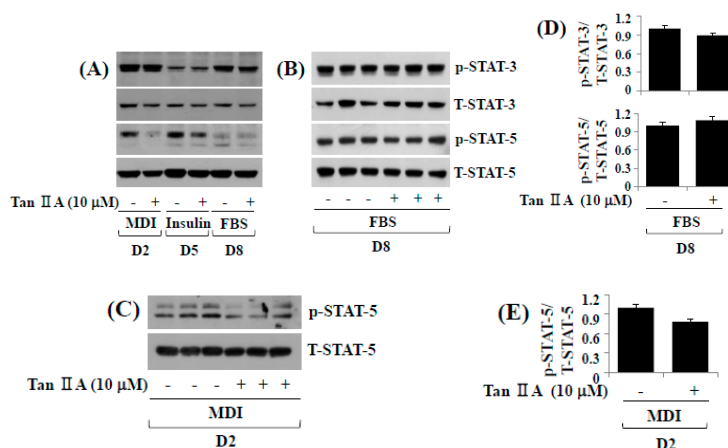 (A)
(B)
p-STAT-3
T-STAT-3
p-STAT-5
T-STAT-5
Tan ⅡA (10 μM) - + - + - + - - - + + +
MDI Insulin FBS FBS
D2 D5 D8 D8
(C)
p-STAT-5
T-STAT-5
Tan ⅡA (10 μM) - - - + + +
MDI
D2
(D)
p-STAT-3/
T-STAT-3
1.2
0.9
0.6
0.3
0
p-STAT-5/
T-STAT-5
1.2
0.9
0.6
0.3
0
Tan ⅡA (10 μM) - +
FBS
D8
(E)
p-STAT-5/
T-STAT-5
1.2
0.9
0.6
0.3
0
Tan ⅡA (10 μM) - +
MDI
D2